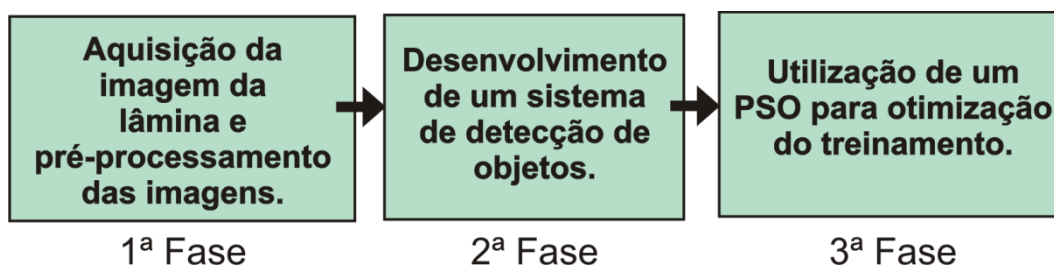 Aquisição da
imagem da
lâmina e
pré-processamento
das imagens.
1ª Fase
Desenvolvimento
de um sistema
de detecção de
objetos.
2ª Fase
Utilização de um
PSO para otimização
do treinamento.
3ª Fase